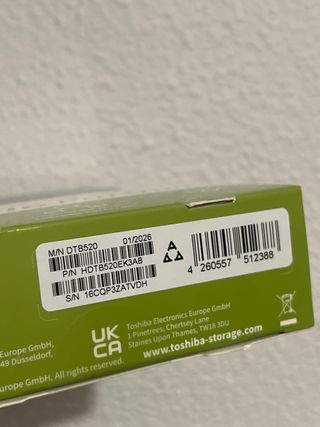 M/N DTB520 01/2026
P/N HDTB520EK3AB
S/N 16CQP3ZATVDH
4 260557 512388
UK
CA
Toshiba Electronics Europe GmbH
1 Pinetrees, Chertsey Lane
Staines Upon Thames, TW18 3DU
www.toshiba-storage.com
Europe GmbH
49 Düsseldorf,
Europe GmbH, All rights reserved.